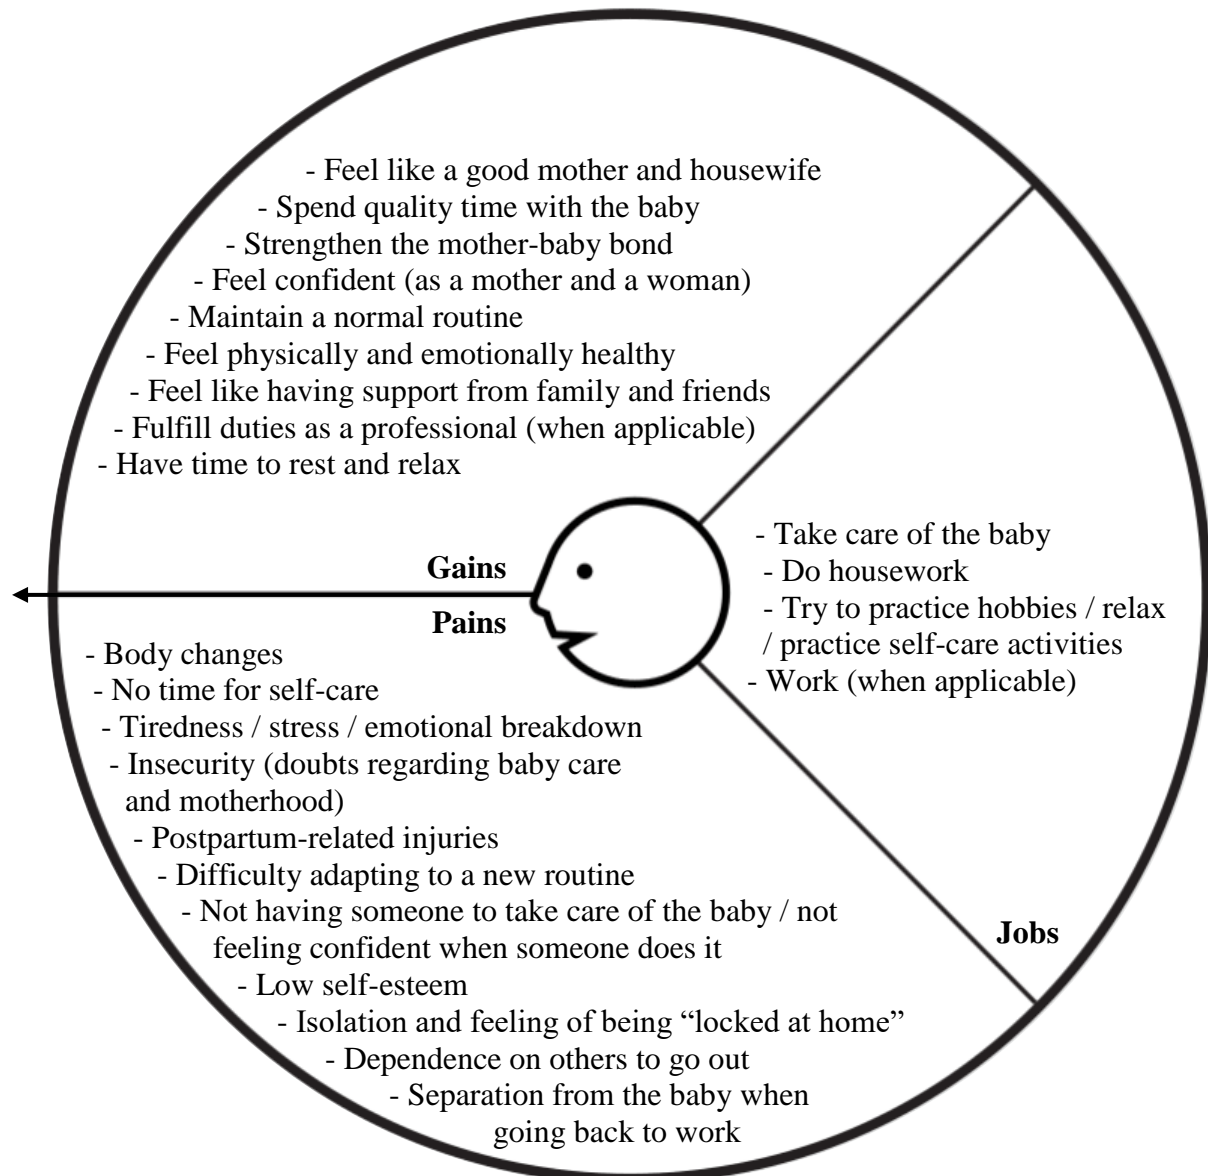 - Feel like a good mother and housewife
- Spend quality time with the baby
- Strengthen the mother-baby bond
- Feel confident (as a mother and a woman)
- Maintain a normal routine
- Feel physically and emotionally healthy
- Feel like having support from family and friends
- Fulfill duties as a professional (when applicable)
- Have time to rest and relax
Gains
Pains
- Body changes
- No time for self-care
- Tiredness / stress / emotional breakdown
- Insecurity (doubts regarding baby care
and motherhood)
- Postpartum-related injuries
- Difficulty adapting to a new routine
- Not having someone to take care of the baby / not
feeling confident when someone does it
- Low self-esteem
- Isolation and feeling of being “locked at home”
- Dependence on others to go out
- Separation from the baby when
going back to work
- Take care of the baby
- Do housework
- Try to practice hobbies / relax
/ practice self-care activities
- Work (when applicable)
Jobs